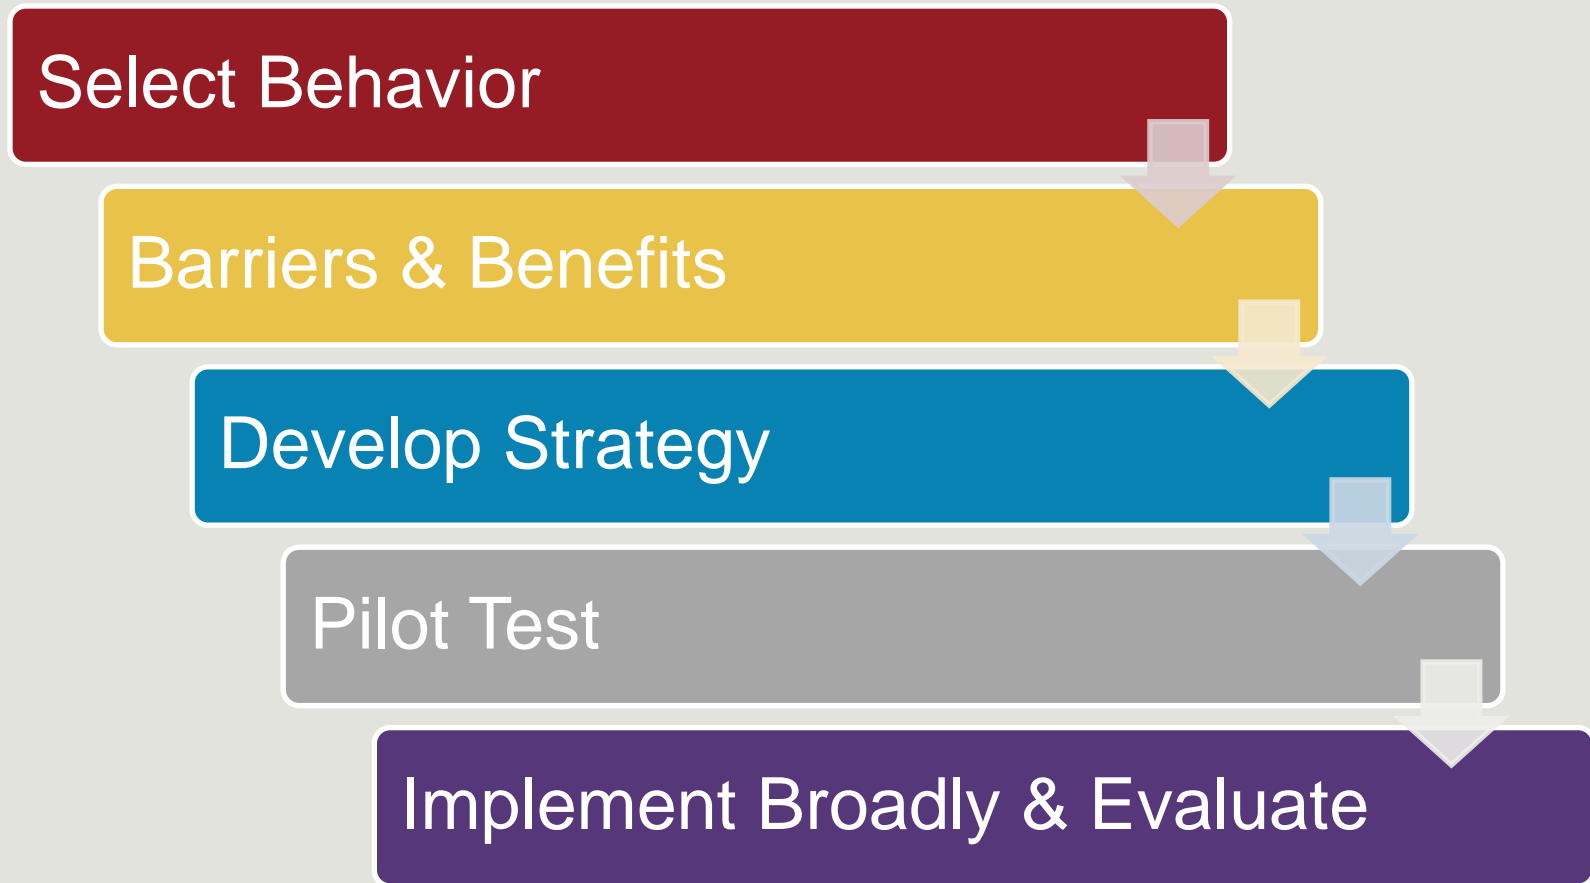 Select Behavior
Barriers & Benefits
Develop Strategy
Pilot Test
Implement Broadly & Evaluate